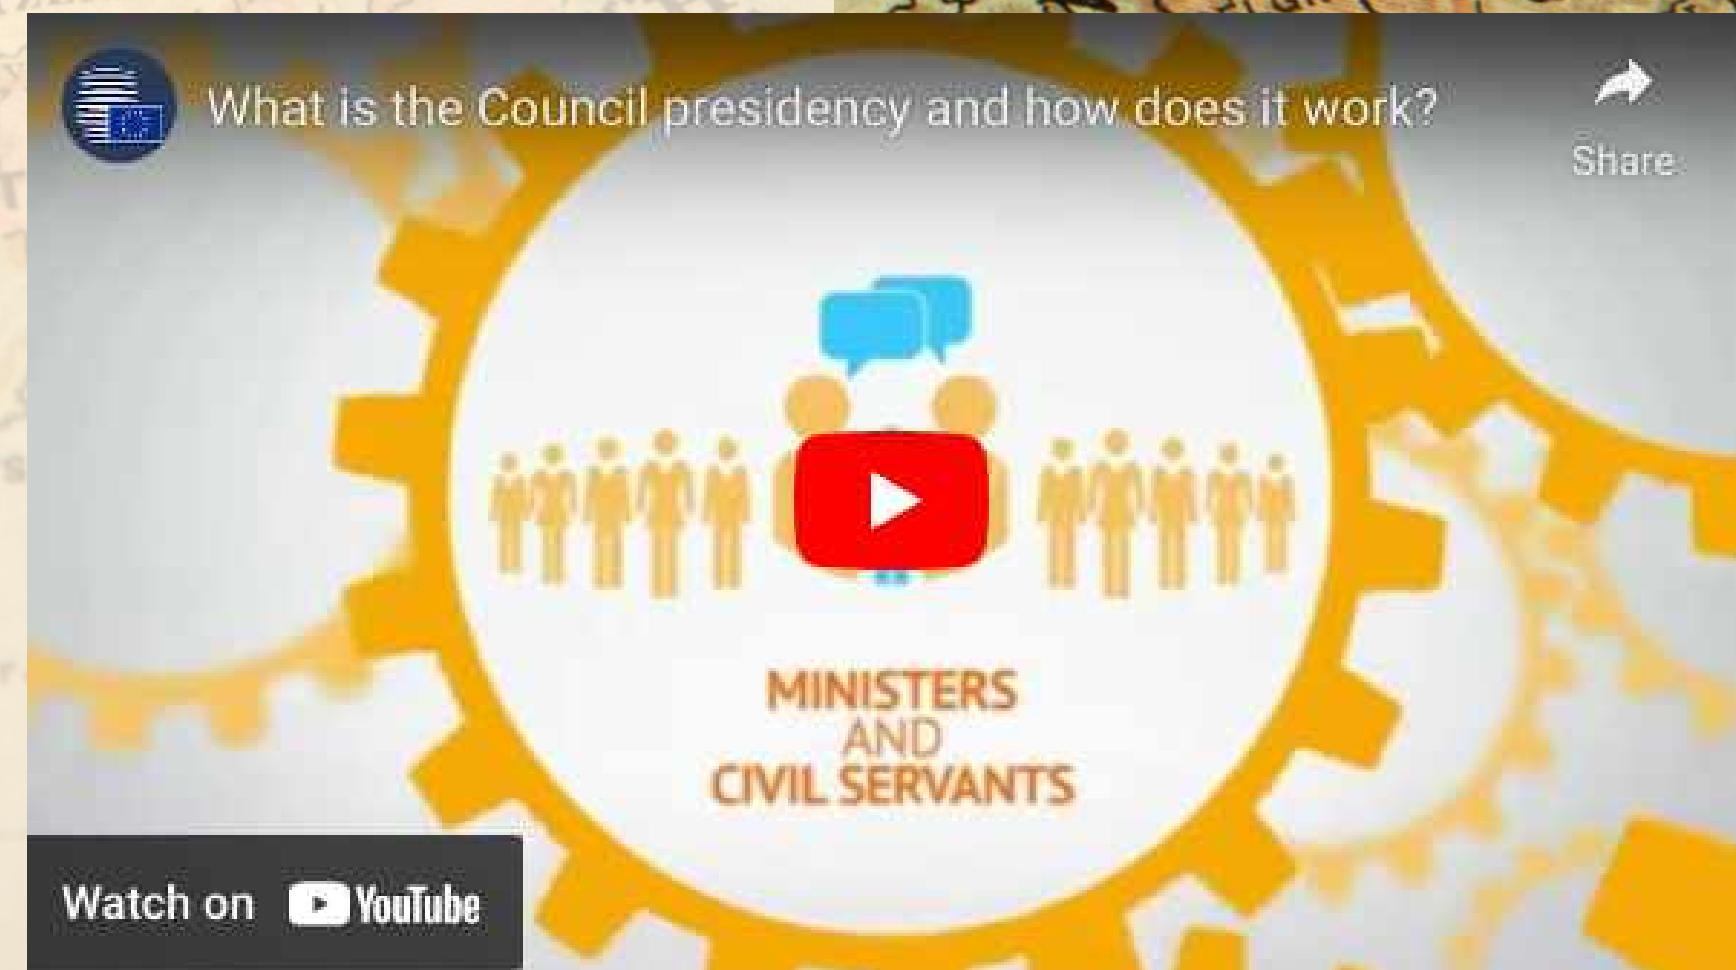 What is the Council presidency and how does it work?
Share
MINISTERS
AND
CIVIL SERVANTS
Watch on YouTube